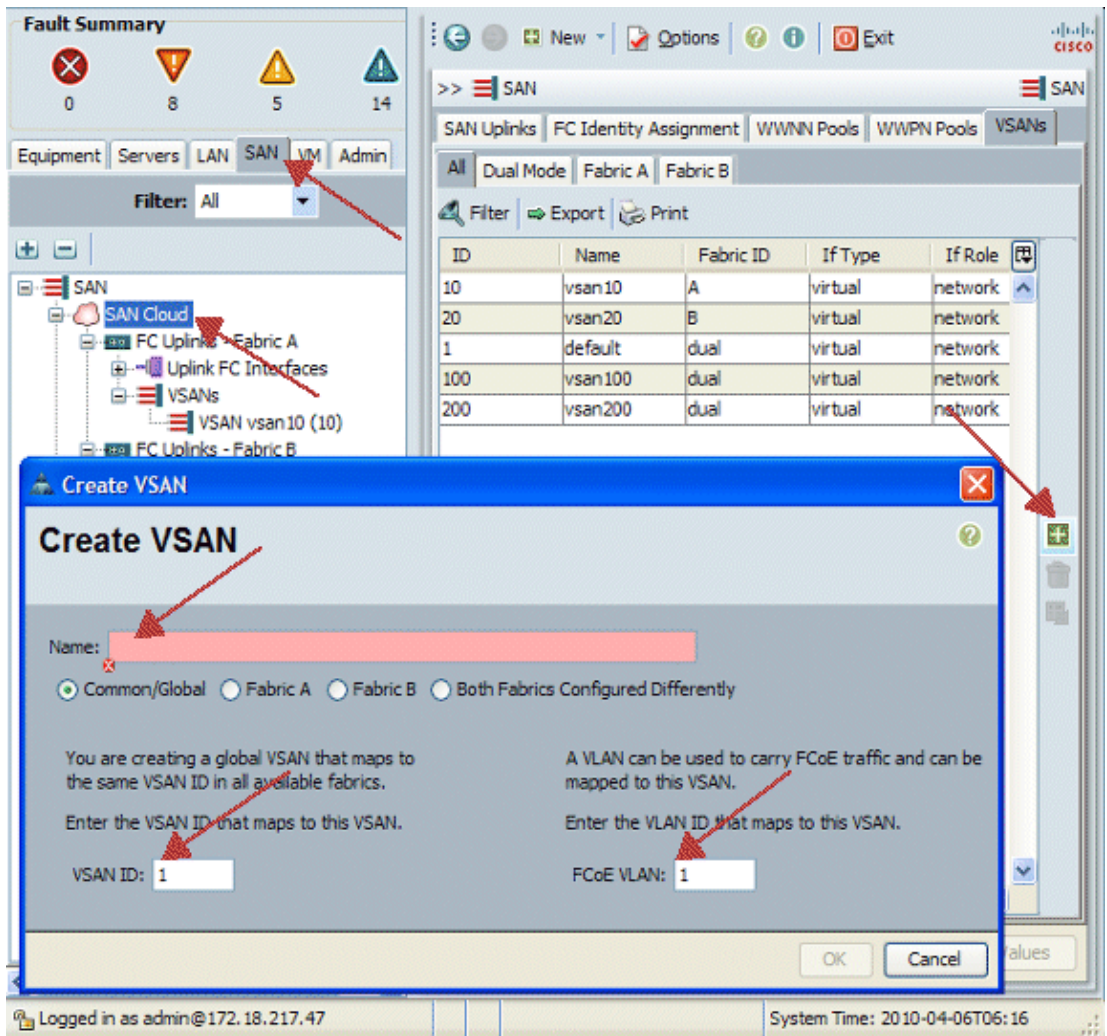 Fault Summary
0 8 5 14
Equipment Servers LAN SAN VM Admin
Filter: All
SAN
SAN Cloud
FC Uplinks - Fabric A
Uplink FC Interfaces
VSANs
VSAN vsan10 (10)
FC Uplinks - Fabric B
New Options Exit
CISCO
>> SAN SAN
SAN Uplinks FC Identity Assignment WWNN Pools WWPN Pools VSANs
All Dual Mode Fabric A Fabric B
Filter Export Print
ID Name Fabric ID If Type If Role
10 vsan10 A virtual network
20 vsan20 B virtual network
1 default dual virtual network
100 vsan100 dual virtual network
200 vsan200 dual virtual network
Create VSAN
Create VSAN
Name:
Common/Global Fabric A Fabric B Both Fabrics Configured Differently
You are creating a global VSAN that maps to
the same VSAN ID in all available fabrics.
Enter the VSAN ID that maps to this VSAN.
VSAN ID: 1
A VLAN can be used to carry FCoE traffic and can be
mapped to this VSAN.
Enter the VLAN ID that maps to this VSAN.
FCoE VLAN: 1
OK Cancel
alues
Logged in as admin@172.18.217.47
System Time: 2010-04-06T06:16